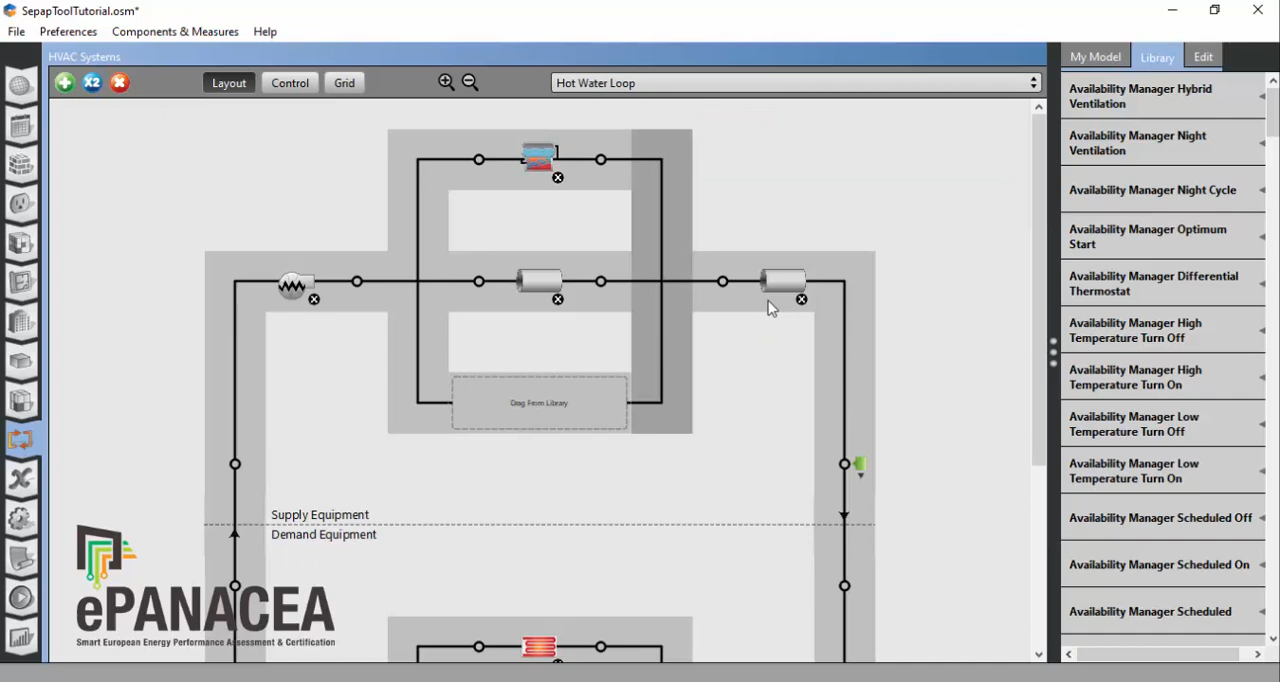 SepapToolTutorial.osm*
File Preferences Components & Measures Help
HVAC Systems
My Model Library Edit
X2 Layout Control Grid Hot Water Loop
Availability Manager Hybrid
Ventilation
Availability Manager Night
Ventilation
Availability Manager Night Cycle
Availability Manager Optimum
Start
Availability Manager Differential
Thermostat
Availability Manager High
Temperature Turn Off
Availability Manager High
Temperature Turn On
Availability Manager Low
Temperature Turn Off
Availability Manager Low
Temperature Turn On
Availability Manager Scheduled Off
Availability Manager Scheduled On
Availability Manager Scheduled
Drag From Library
Supply Equipment
Demand Equipment
ePANACEA
Smart European Energy Performance Assessment & Certification